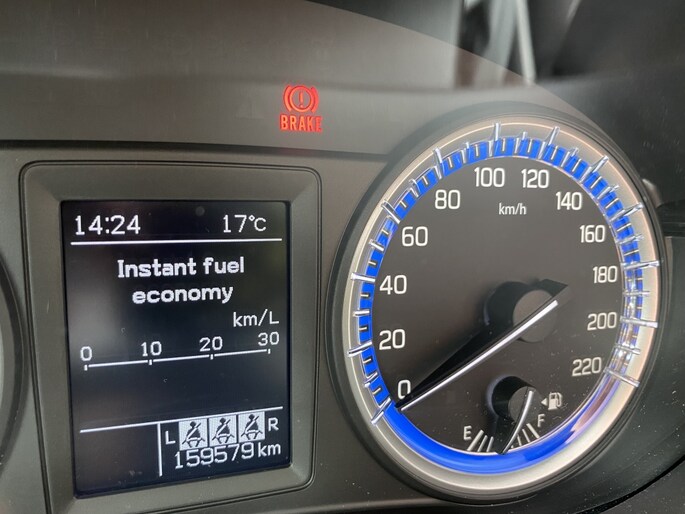 BRAKE
14:24 17°C
Instant fuel
economy
km/L
0 10 20 30
L R
159579 km
0
20
40
60
80
100
120
140
160
180
200
220
km/h
E F